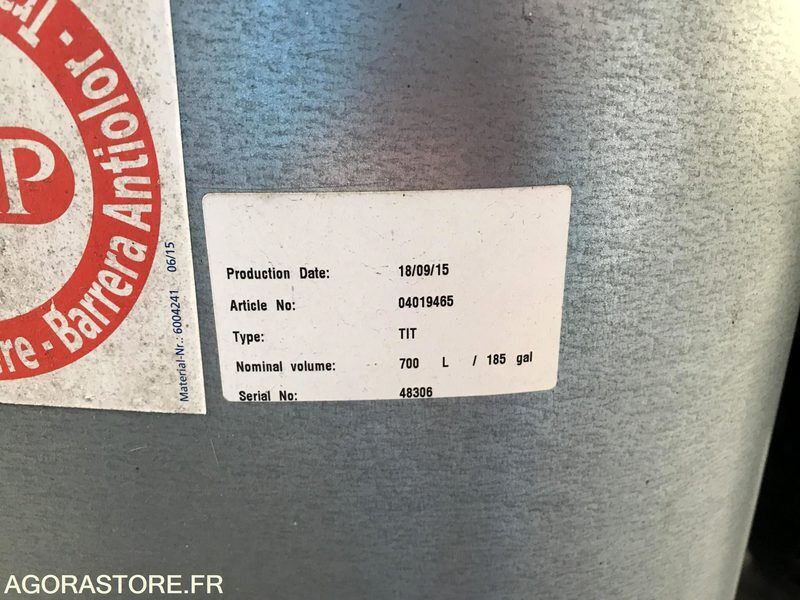 - Barrera Antiolor -
P
Material-Nr.: 6004241 06/15
Production Date: 18/09/15
Article No: 04019465
Type: TIT
Nominal volume: 700 L / 185 gal
Serial No: 48306
AGORASTORE.FR